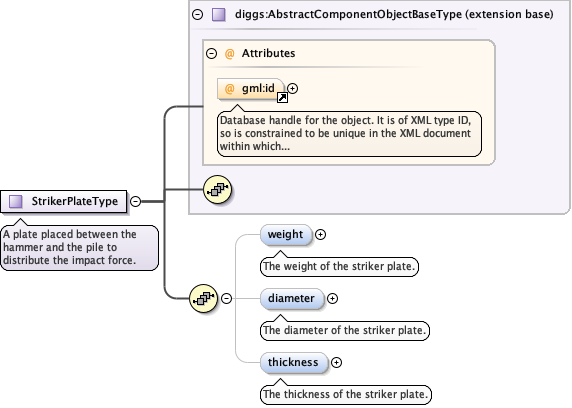 diggs:AbstractComponentObjectBaseType (extension base)
@ Attributes
@ gml:id
Database handle for the object. It is of XML type ID,
so is constrained to be unique in the XML document
within which...
StrikerPlateType
A plate placed between the
hammer and the pile to
distribute the impact force.
weight
The weight of the striker plate.
diameter
The diameter of the striker plate.
thickness
The thickness of the striker plate.